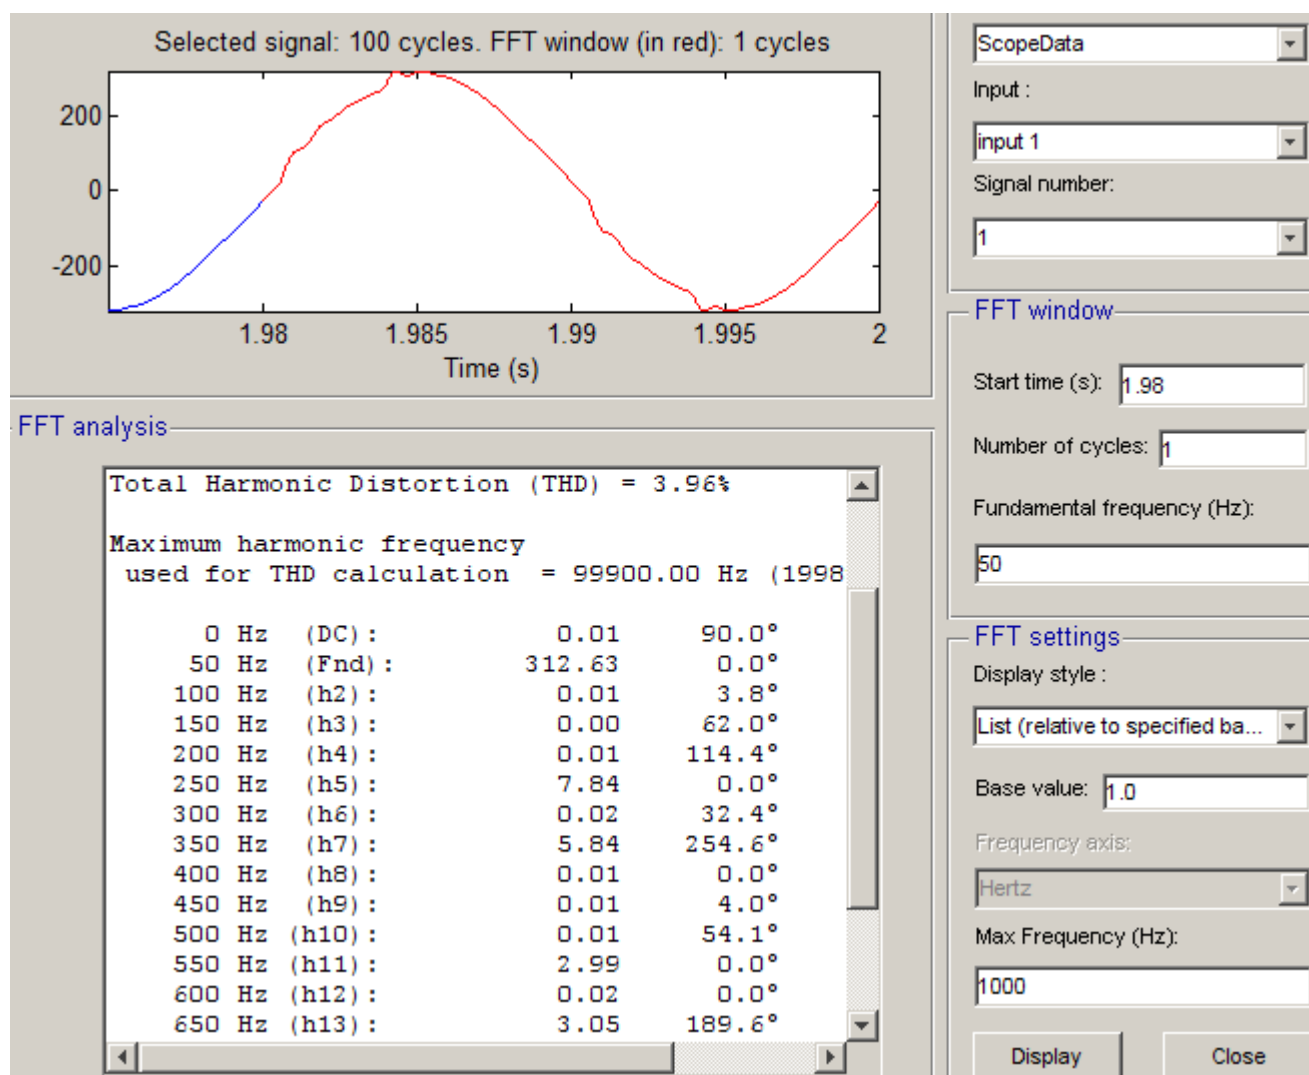 Selected signal: 100 cycles. FFT window (in red): 1 cycles
200
0
-200
1.98 1.985 1.99 1.995 2
Time (s)
FFT analysis
Total Harmonic Distortion (THD) = 3.96%
Maximum harmonic frequency
used for THD calculation = 99900.00 Hz (1998
0 Hz (DC): 0.01 90.0°
50 Hz (Fnd): 312.63 0.0°
100 Hz (h2): 0.01 3.8°
150 Hz (h3): 0.00 62.0°
200 Hz (h4): 0.01 114.4°
250 Hz (h5): 7.84 0.0°
300 Hz (h6): 0.02 32.4°
350 Hz (h7): 5.84 254.6°
400 Hz (h8): 0.01 0.0°
450 Hz (h9): 0.01 4.0°
500 Hz (h10): 0.01 54.1°
550 Hz (h11): 2.99 0.0°
600 Hz (h12): 0.02 0.0°
650 Hz (h13): 3.05 189.6°
ScopeData
Input :
input 1
Signal number:
1
FFT window
Start time (s): 1.98
Number of cycles: 1
Fundamental frequency (Hz):
50
FFT settings
Display style :
List (relative to specified ba...
Base value: 1.0
Frequency axis:
Hertz
Max Frequency (Hz):
1000
Display Close